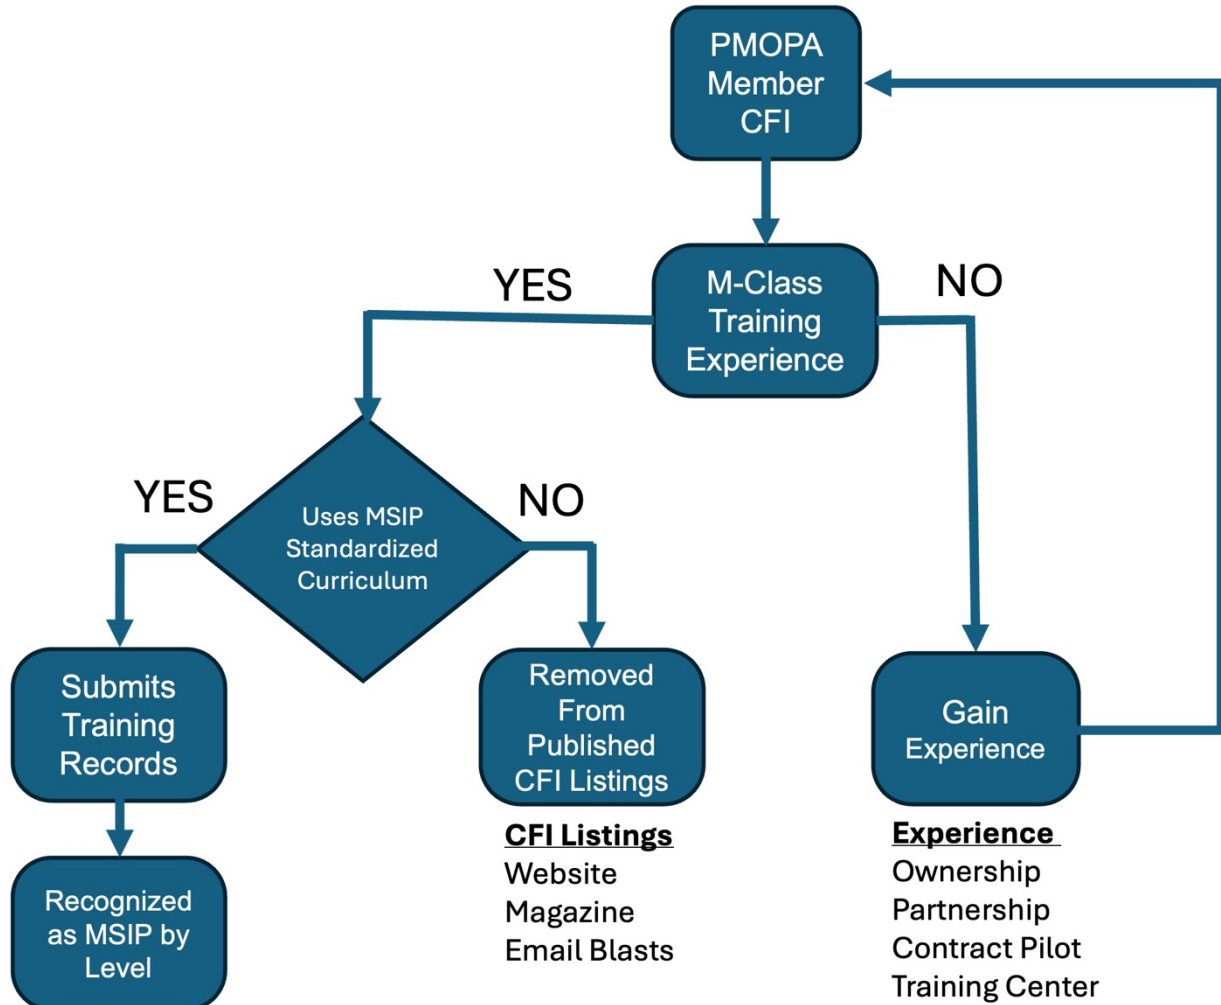 PMOPA
Member
CFI
YES
M-Class
Training
Experience
NO
YES
Uses MSIP
Standardized
Curriculum
NO
Submits
Training
Records
Removed
From
Published
CFI Listings
Gain
Experience
Recognized
as MSIP by
Level
CFI Listings
Website
Magazine
Email Blasts
Experience
Ownership
Partnership
Contract Pilot
Training Center